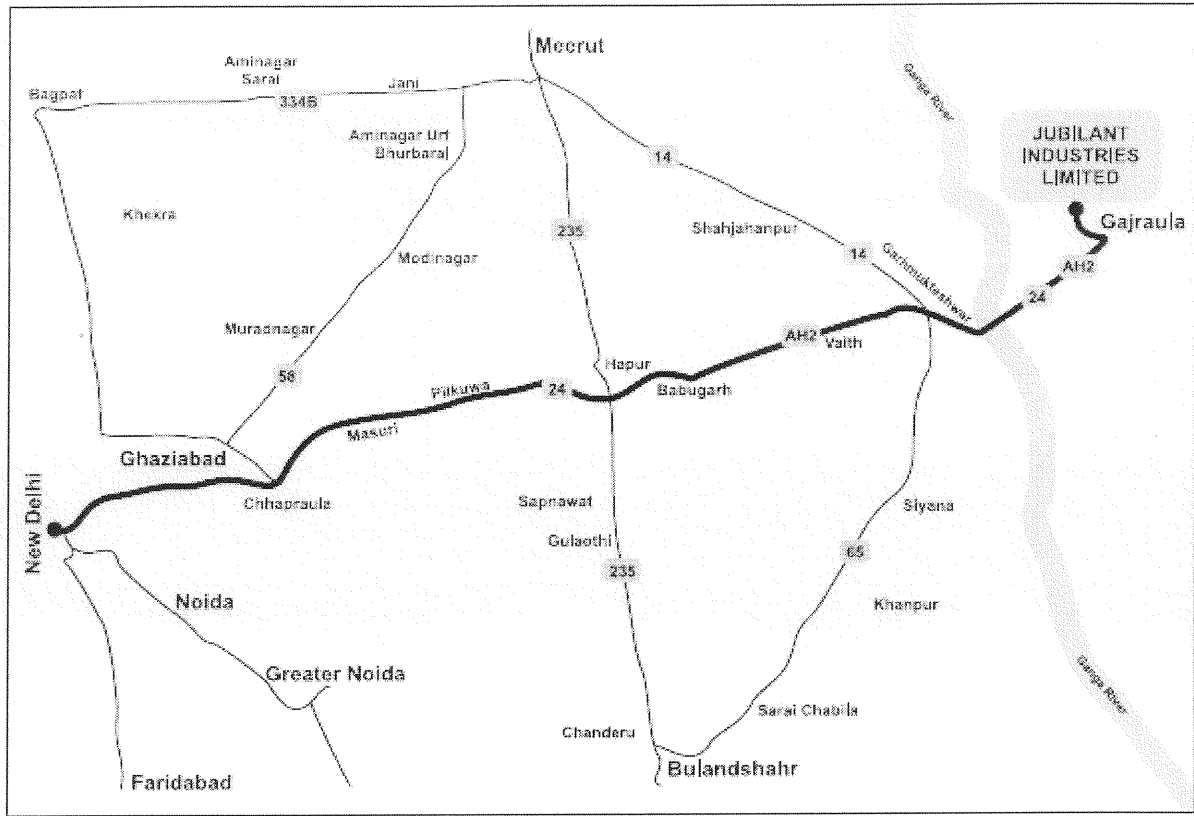 Meerut
Aminagar
Sarai
Jani
Bagpat
334B
Aminagar Urf
Bhurbaral
14
Ganga River
JUBILANT
INDUSTRIES
LIMITED
Khekra
235
Shahjahanpur
Gajraula
Modinagar
14
Garhmukteshwar
AH2
24
Muradnagar
58
AH2
Vaith
Hapur
Pilkuwa
24
Babugarh
Masuri
Ghaziabad
Chhapraula
Sapnawat
Siyana
New Delhi
Gulaothi
65
235
Noida
Khanpur
Greater Noida
Ganga River
Sarai Chabila
Chanderu
Faridabad
Bulandshahr